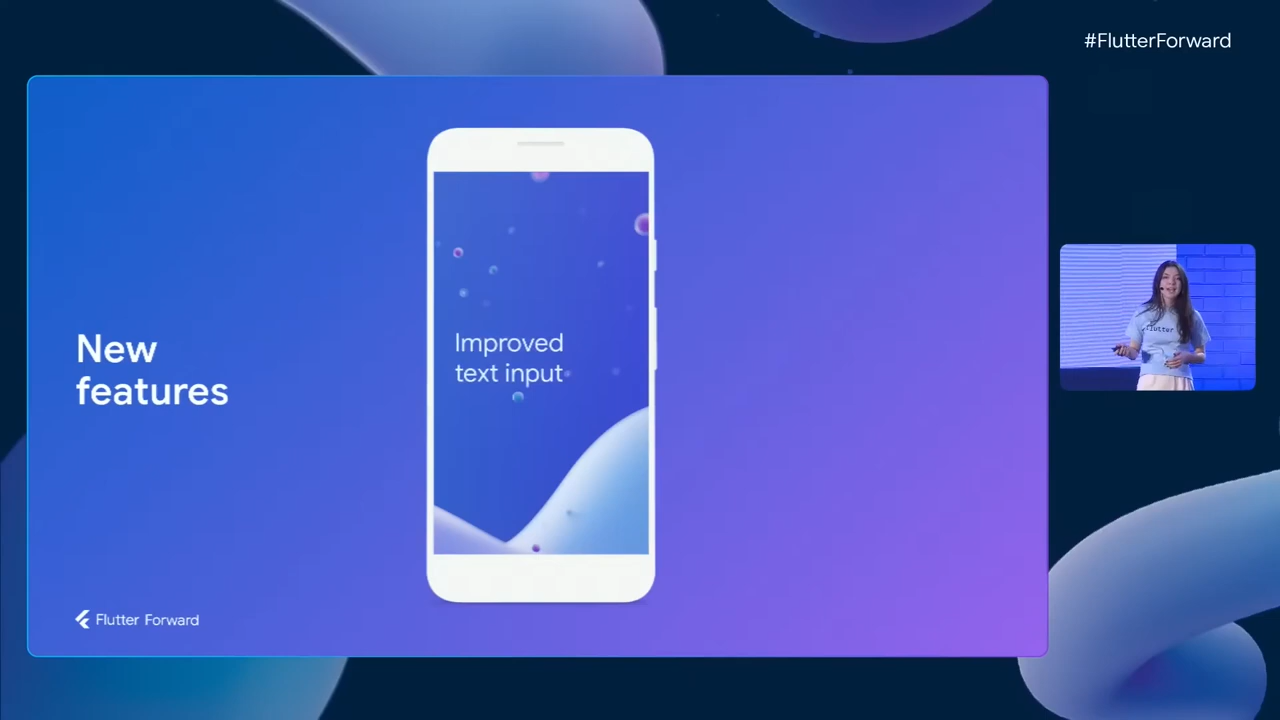 #FlutterForward
New
features
Improved
text input
Flutter Forward
flutter